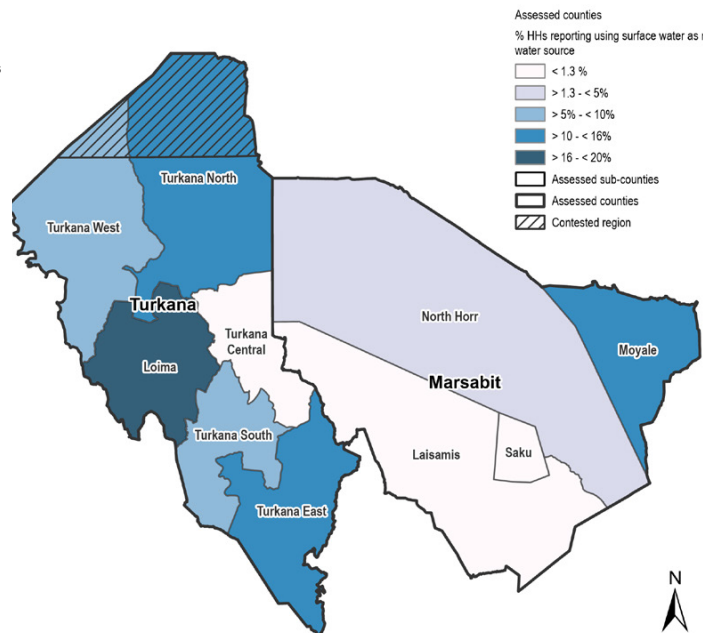 Assessed counties
% HHs reporting using surface water as
water source
< 1.3 %
> 1.3 - < 5%
> 5% - < 10%
> 10 - < 16%
> 16 - < 20%
Assessed sub-counties
Assessed counties
Contested region
Turkana North
Turkana West
Turkana
Turkana
Central
Loima
Turkana South
Turkana East
North Horr
Moyale
Marsabit
Laisamis
Saku
N